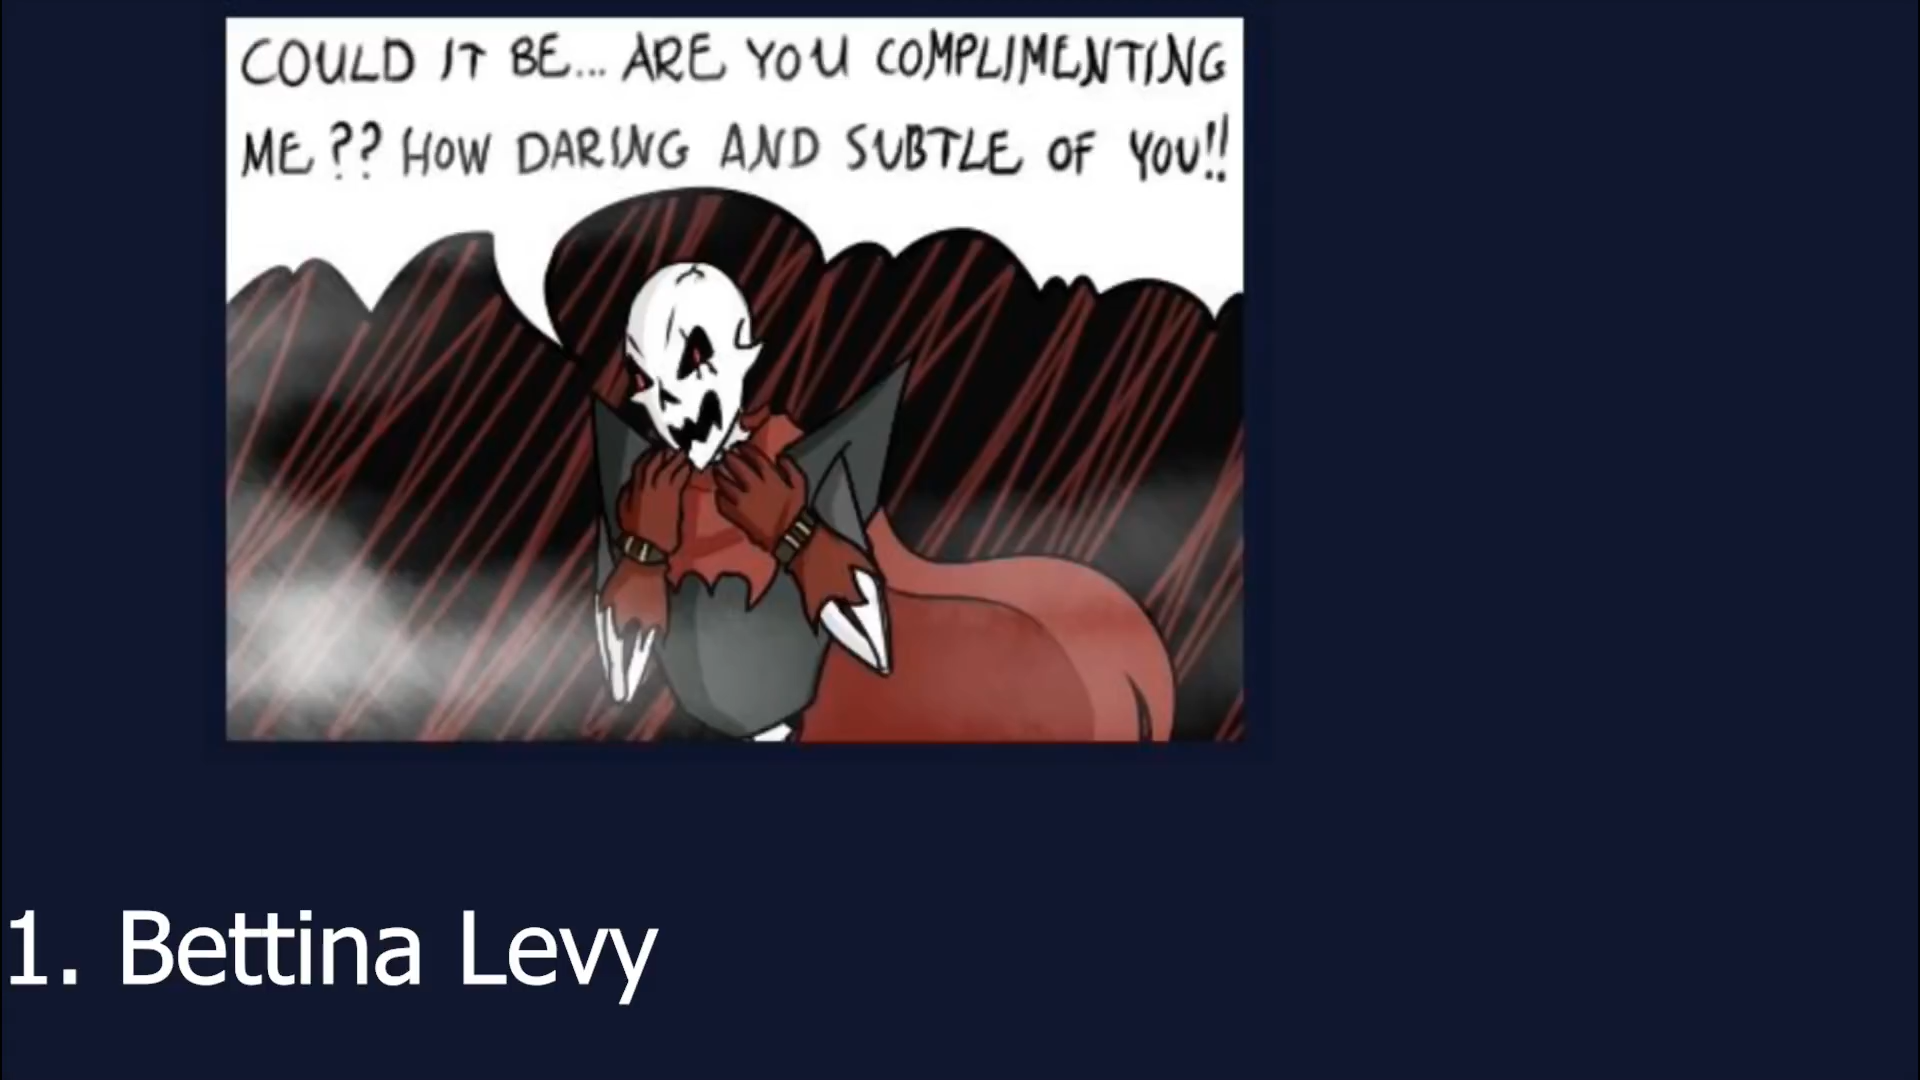 COULD IT BE... ARE YOU COMPLIMENTING
ME?? HOW DARING AND SUBTLE OF YOU!!
1. Bettina Levy